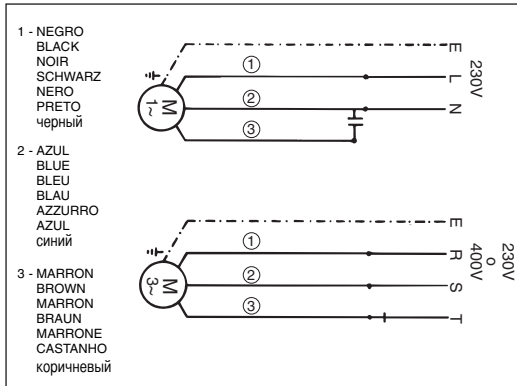 1 - NEGRO
BLACK
NOIR
SCHWARZ
NERO
PRETO
черный
2 - AZUL
BLUE
BLEU
BLAU
AZZURRO
AZUL
синий
3 - MARRON
BROWN
MARRON
BRAUN
MARRONE
CASTANHO
коричневый
E
1
L
2
N
3
230V
M
1~
E
1
R
2
S
3
T
230V
o
400V
M
3~